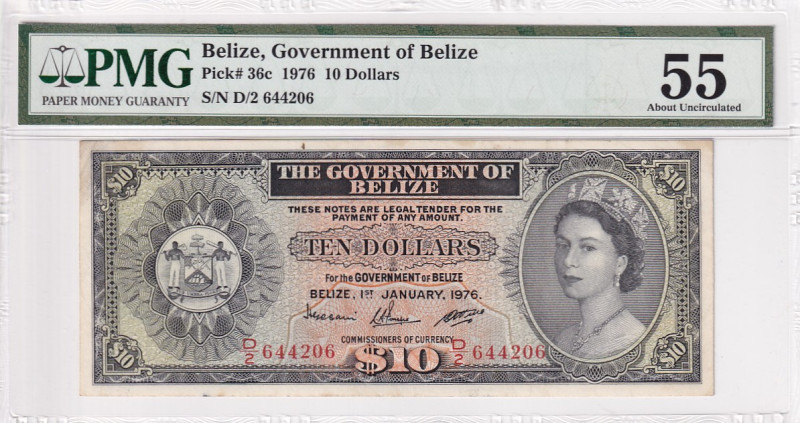 PMG
PAPER MONEY GUARANTY
Belize, Government of Belize
Pick# 36c 1976 10 Dollars
S/N D/2 644206
55
About Uncirculated
$10
$10
THE GOVERNMENT OF
BELIZE
THESE NOTES ARE LEGAL TENDER FOR THE
PAYMENT OF ANY AMOUNT.
TEN DOLLARS
For the GOVERNMENT of BELIZE
BELIZE, 1ST JANUARY, 1976.
COMMISSIONERS OF CURRENCY
D/2 644206
D/2 644206
$10
$10
$10